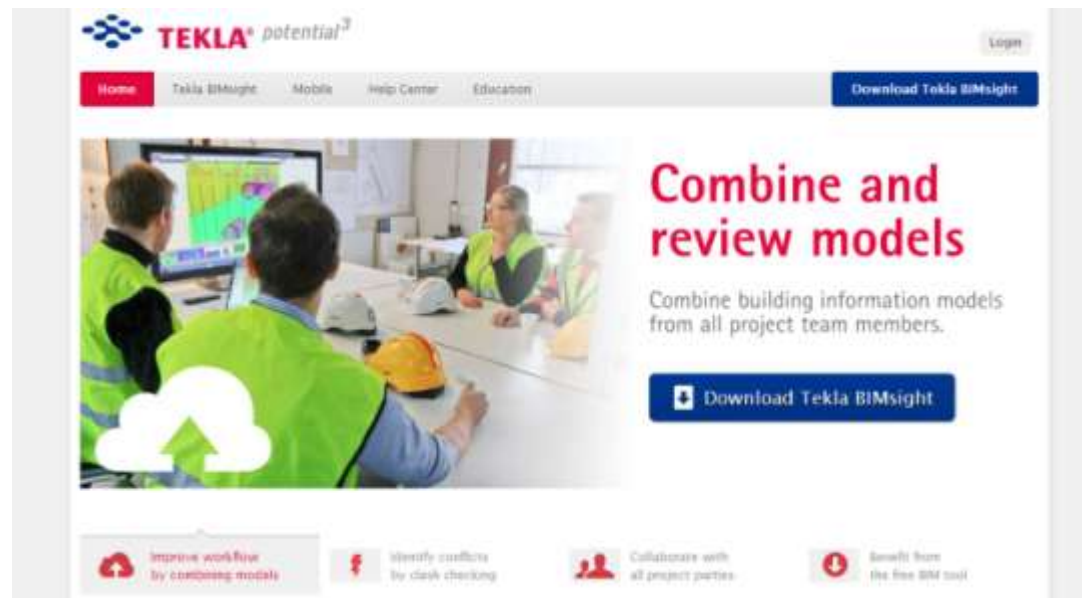 TEKLA® potential³
Login
Home
Tekla BIMsight
Mobile
Help Center
Education
Download Tekla BIMsight
Combine and
review models
Combine building information models
from all project team members.
Download Tekla BIMsight
Improve workflow
by combining models
Identify conflicts
by clash checking
Collaborate with
all project parties
Benefit from
the free BIM tool